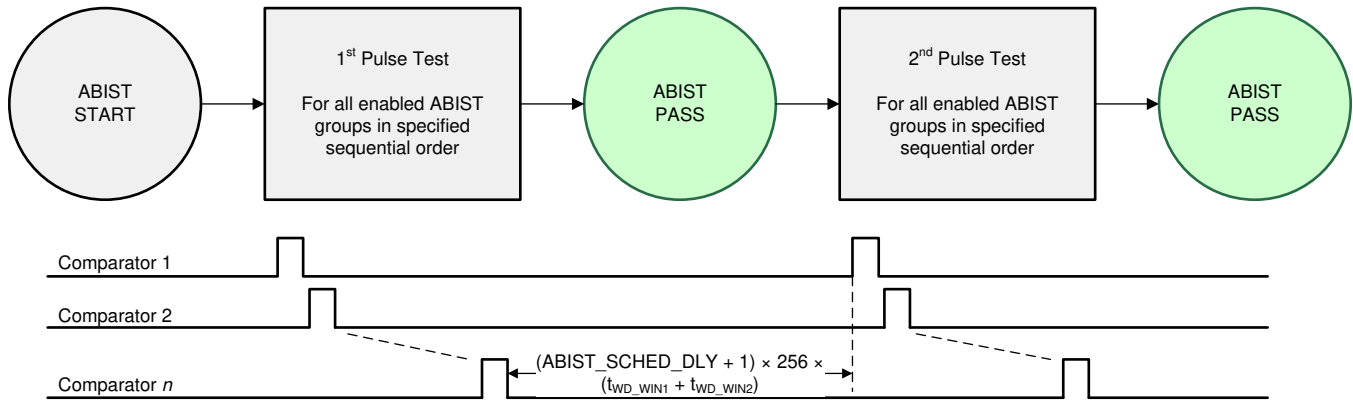 ABIST
START
1st Pulse Test
For all enabled ABIST
groups in specified
sequential order
ABIST
PASS
2nd Pulse Test
For all enabled ABIST
groups in specified
sequential order
ABIST
PASS
Comparator 1
Comparator 2
Comparator n
(ABIST_SCHED_DLY + 1) × 256 ×
(tWD_WIN1 + tWD_WIN2)